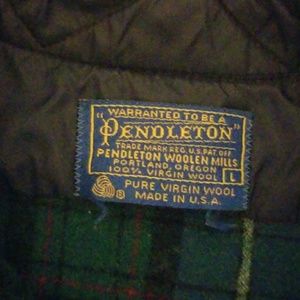 "WARRANTED TO BE A
PENDLETON"
TRADE MARK REG. U.S. PAT. OFF.
PENDLETON WOOLEN MILLS
PORTLAND, OREGON
100% VIRGIN WOOL L
B PURE VIRGIN WOOL
MADE IN U.S.A.